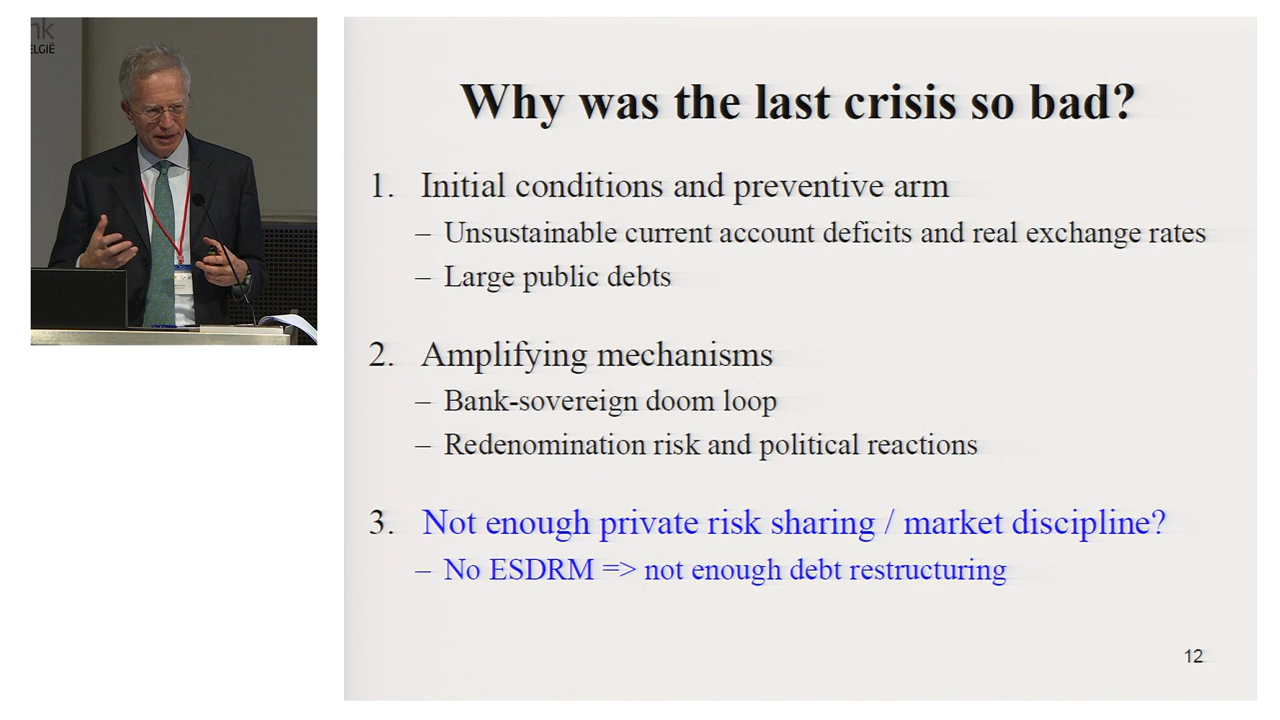 nk
ELGIË
Why was the last crisis so bad?
1. Initial conditions and preventive arm
– Unsustainable current account deficits and real exchange rates
– Large public debts
2. Amplifying mechanisms
– Bank-sovereign doom loop
– Redenomination risk and political reactions
3. Not enough private risk sharing / market discipline?
– No ESDRM => not enough debt restructuring
12